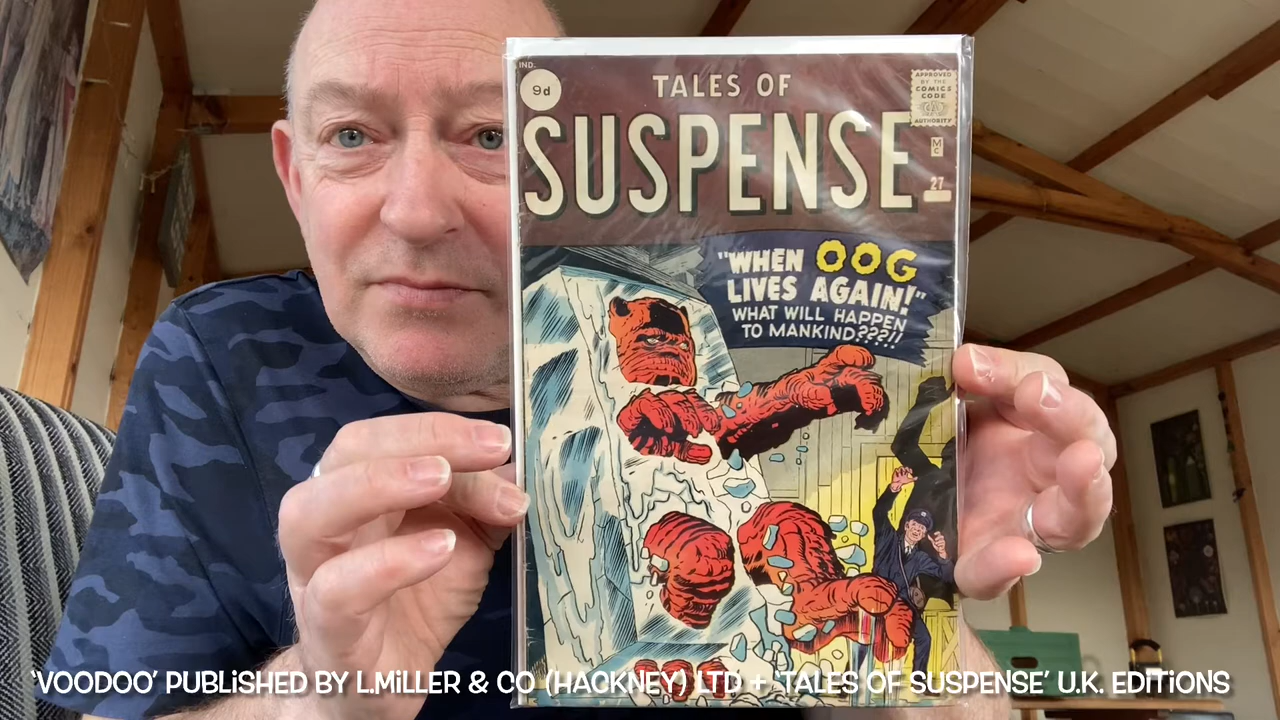 IND.
9d
TALES OF
SUSPENSE
APPROVED
BY THE
COMICS
CODE
AUTHORITY
MC
27
"WHEN OOG
LIVES AGAIN!"
WHAT WILL HAPPEN
TO MANKIND???!!
'VOODOO' PUBLISHED BY L.MILLER & CO (HACKNEY) LTD + 'TALES OF SUSPENSE' U.K. EDITIONS